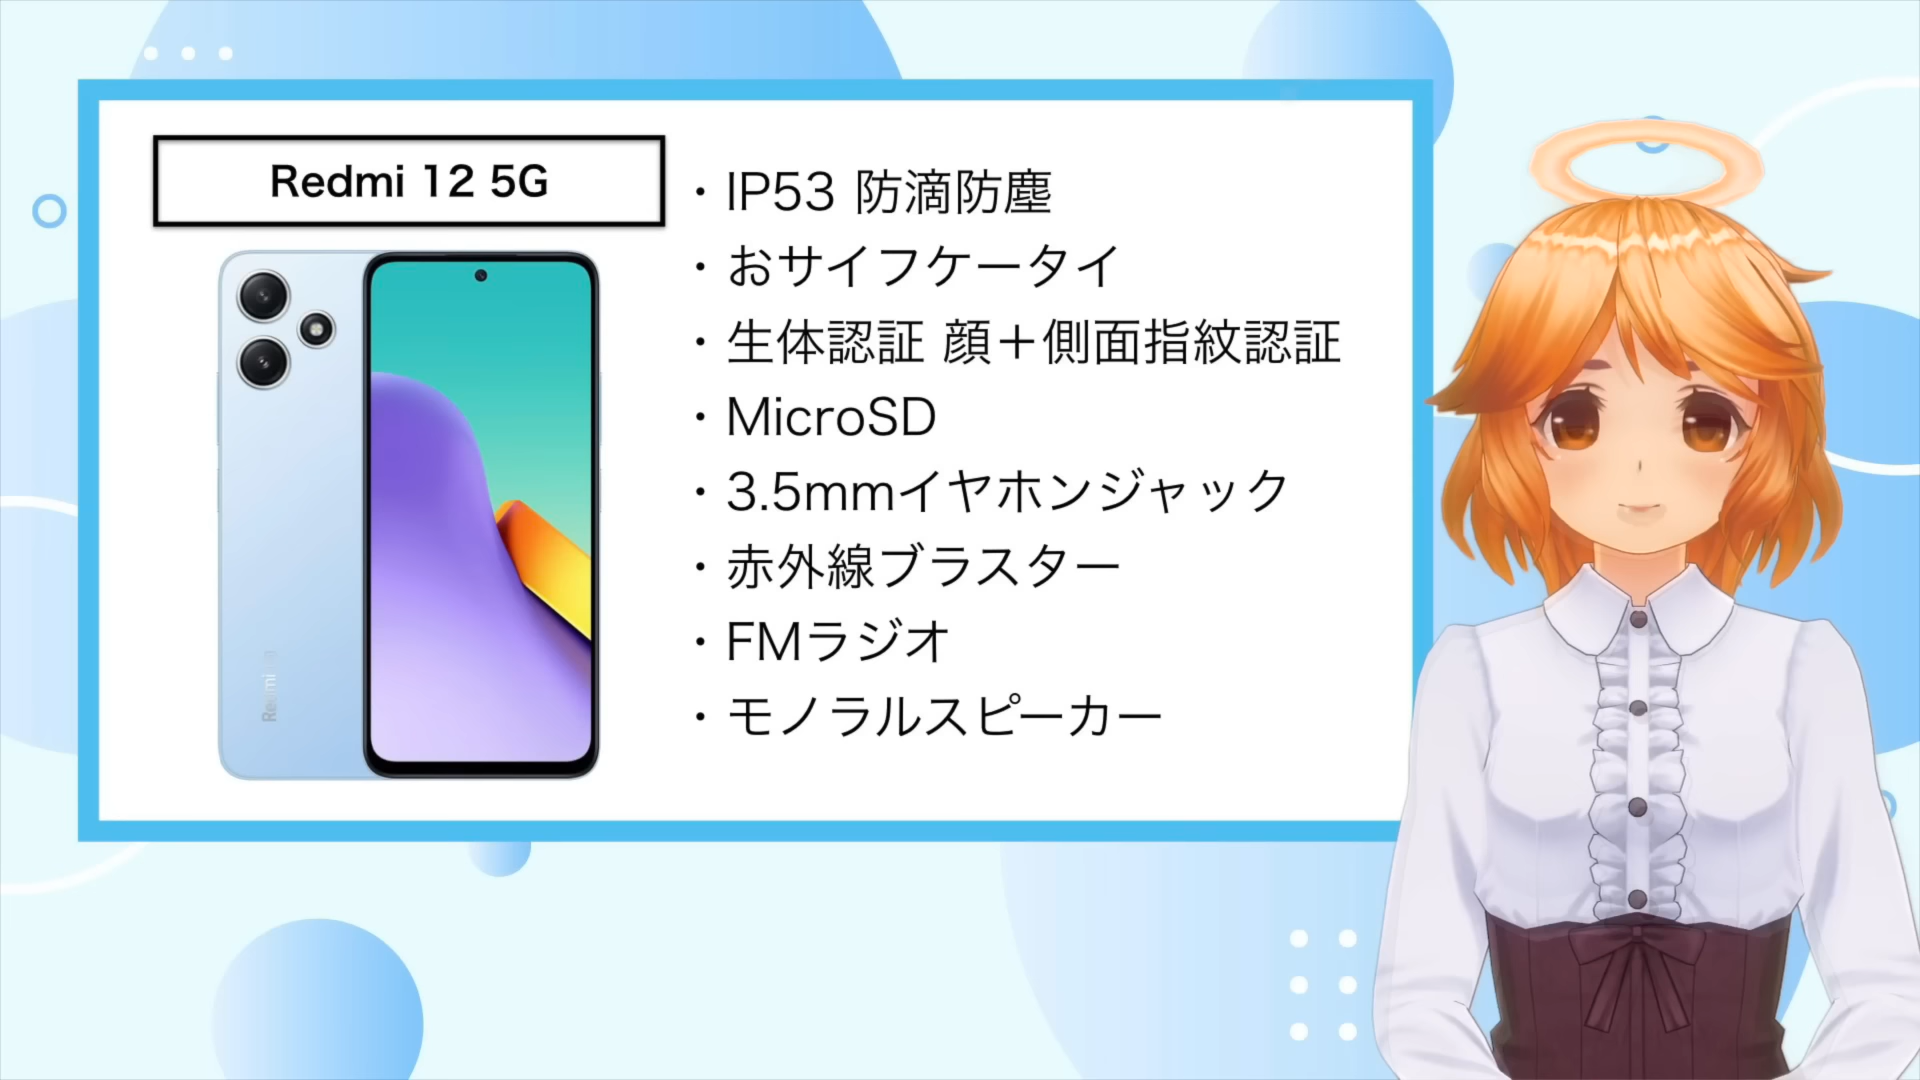 Redmi 12 5G
・IP53 防滴防塵
・おサイフケータイ
・生体認証 顔＋側面指紋認証
・MicroSD
・3.5mmイヤホンジャック
・赤外線ブラスター
・FMラジオ
・モノラルスピーカー
Redmi